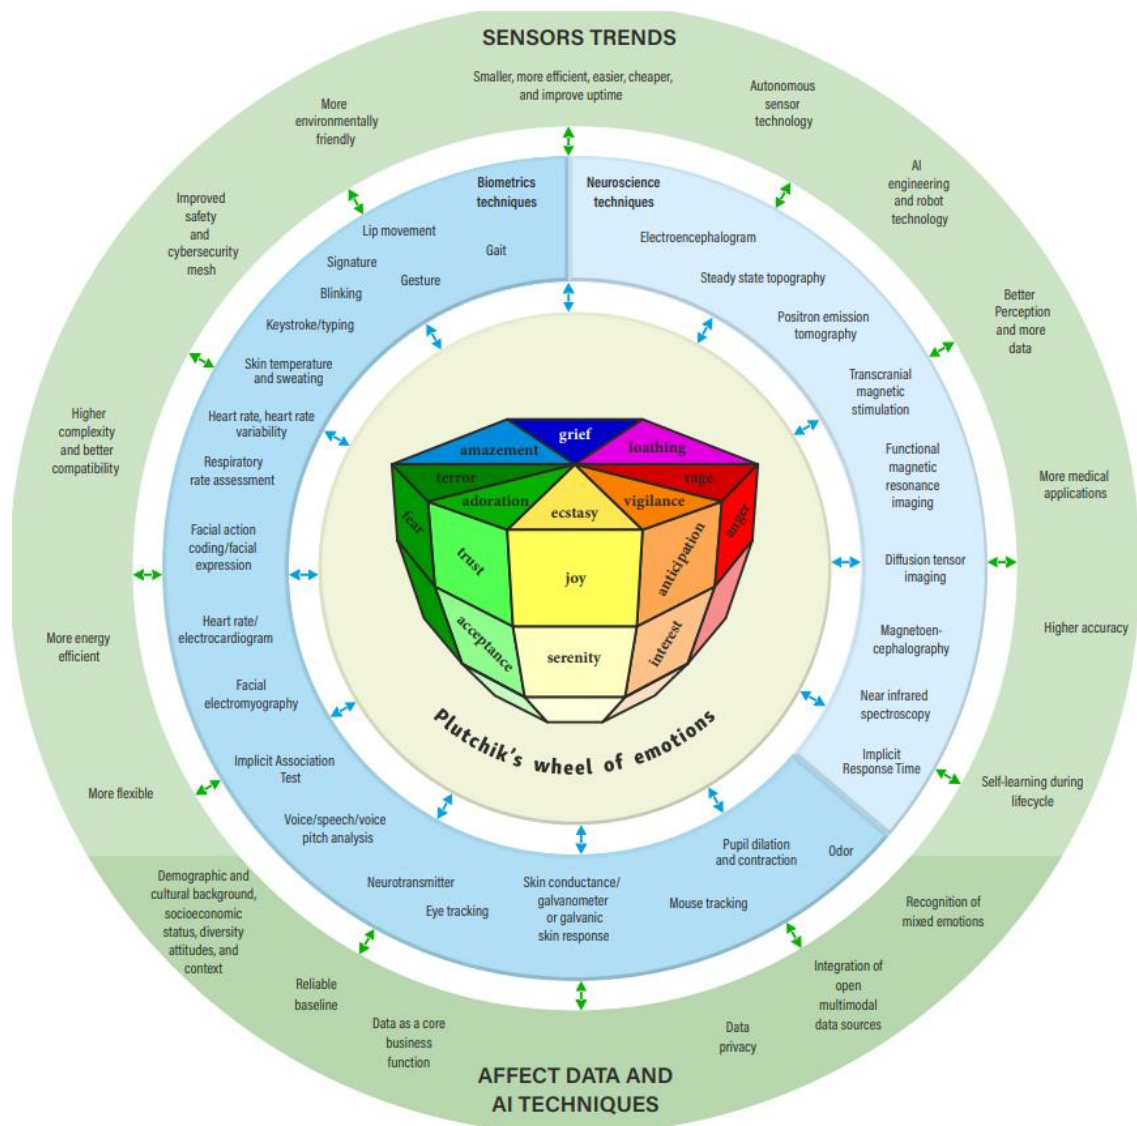 SENSORS TRENDS
Smaller, more efficient, easier, cheaper,
and improve uptime
Autonomous
sensor
technology
AI
engineering
and robot
technology
Better
Perception
and more
data
More medical
applications
Higher accuracy
Self-learning during
lifecycle
More
environmentally
friendly
Improved
safety
and
cybersecurity
mesh
Higher
complexity
and better
compatibility
More energy
efficient
More flexible
Biometrics
techniques
Lip movement
Gait
Signature
Gesture
Blinking
Keystroke/typing
Skin temperature
and sweating
Heart rate, heart rate
variability
Respiratory
rate assessment
Facial action
coding/facial
expression
Heart rate/
electrocardiogram
Facial
electromyography
Implicit Association
Test
Voice/speech/voice
pitch analysis
Neurotransmitter
Eye tracking
Skin conductance/
galvanometer
or galvanic
skin response
Mouse tracking
Pupil dilation
and contraction
Odor
Neuroscience
techniques
Electroencephalogram
Steady state topography
Positron emission
tomography
Transcranial
magnetic
stimulation
Functional
magnetic
resonance
imaging
Diffusion tensor
imaging
Magnetoen-
cephalography
Near infrared
spectroscopy
Implicit
Response Time
grief
amazement
loathing
terror
rage
adoration
vigilance
ecstasy
fear
anger
trust
joy
anticipation
acceptance
serenity
interest
Plutchik's wheel of emotions
Demographic and
cultural background,
socioeconomic
status, diversity
attitudes, and
context
Reliable
baseline
Data as a core
business
function
Data
privacy
Integration of
open
multimodal
data sources
Recognition of
mixed emotions
AFFECT DATA AND
AI TECHNIQUES